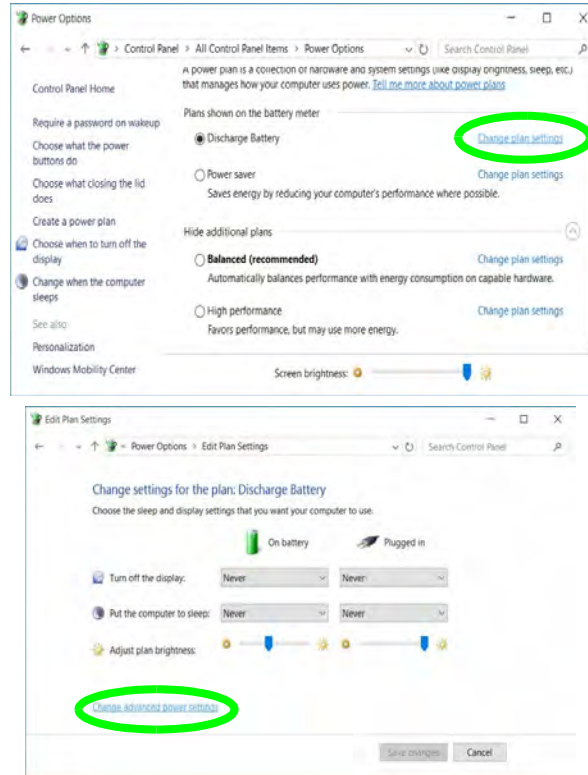 Power Options
Control Panel > All Control Panel Items > Power Options
Search Control Panel
Control Panel Home
A power plan is a collection of hardware and system settings (like display brightness, sleep, etc.)
that manages how your computer uses power. Tell me more about power plans
Require a password on wakeup
Choose what the power
buttons do
Choose what closing the lid
does
Create a power plan
Choose when to turn off the
display
Change when the computer
sleeps
See also
Personalization
Windows Mobility Center
Plans shown on the battery meter
Discharge Battery
Change plan settings
Power saver
Change plan settings
Saves energy by reducing your computer's performance where possible.
Hide additional plans
Balanced (recommended)
Change plan settings
Automatically balances performance with energy consumption on capable hardware.
High performance
Change plan settings
Favors performance, but may use more energy.
Screen brightness:
Edit Plan Settings
Power Options > Edit Plan Settings
Search Control Panel
Change settings for the plan: Discharge Battery
Choose the sleep and display settings that you want your computer to use.
On battery
Plugged in
Turn off the display:
Never
Never
Put the computer to sleep:
Never
Never
Adjust plan brightness:
Change advanced power settings
Save changes
Cancel